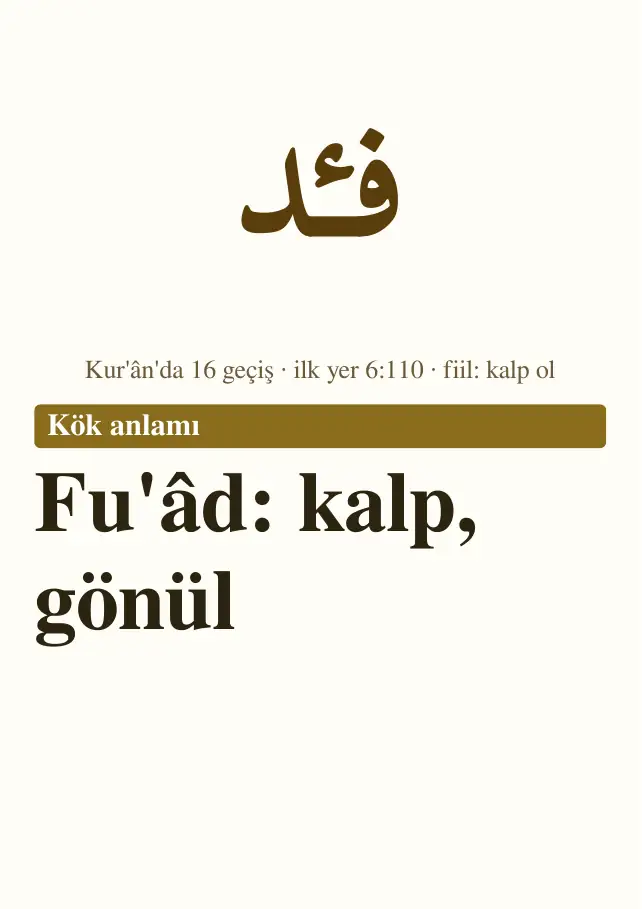 فئد
Kur'ân'da 16 geçiş · ilk yer 6:110 · fiil: kalp ol
Kök anlamı
Fu'âd: kalp,
gönül